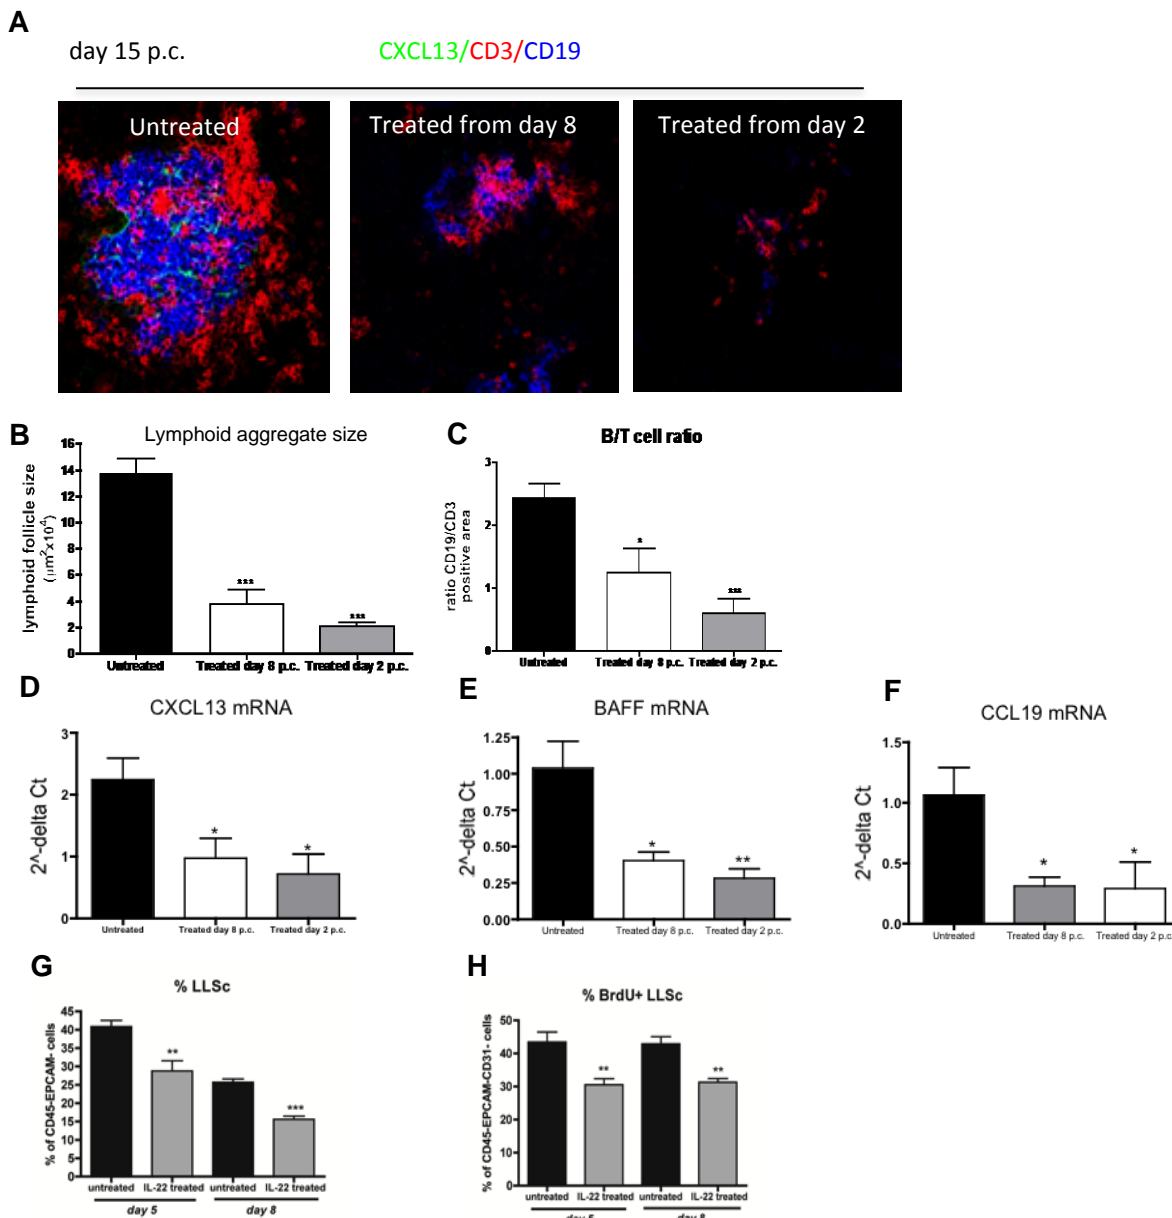 A
day 15 p.c.
CXCL13/CD3/CD19
Untreated
Treated from day 8
Treated from day 2
B
Lymphoid aggregate size
lymphoid follicle size
(µm²x10⁴)
16
14
12
10
8
6
4
2
0
***
***
Untreated
Treated day 8 p.c.
Treated day 2 p.c.
C
B/T cell ratio
ratio CD19/CD3
positive area
3
2
1
0
*
***
Untreated
Treated day 8 p.c.
Treated day 2 p.c.
D
CXCL13 mRNA
2^-delta Ct
3
2
1
0
*
*
Untreated
Treated day 8 p.c.
Treated day 2 p.c.
E
BAFF mRNA
2^-delta Ct
1.25
1.00
0.75
0.50
0.25
0.00
*
**
Untreated
Treated day 8 p.c.
Treated day 2 p.c.
F
CCL19 mRNA
2^-delta Ct
1.5
1.0
0.5
0.0
*
*
Untreated
Treated day 8 p.c.
Treated day 2 p.c.
G
% LLSc
% of CD45-EPCAM- cells
45
40
35
30
25
20
15
10
5
0
**
***
untreated
IL-22 treated
untreated
IL-22 treated
day 5
day 8
H
% BrdU+ LLSc
% of CD45-EPCAM-CD31- cells
50
40
30
20
10
0
**
**
untreated
IL-22 treated
untreated
IL-22 treated
day 5
day 8